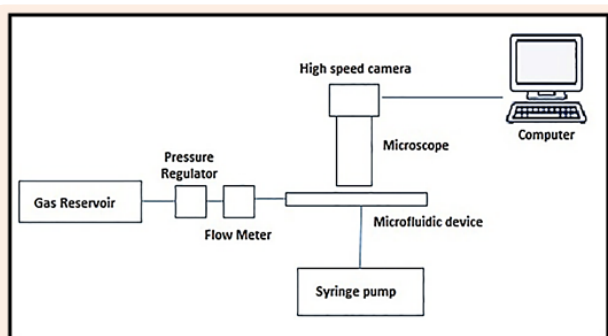 High speed camera
Computer
Microscope
Pressure
Regulator
Gas Reservoir
Flow Meter
Microfluidic device
Syringe pump